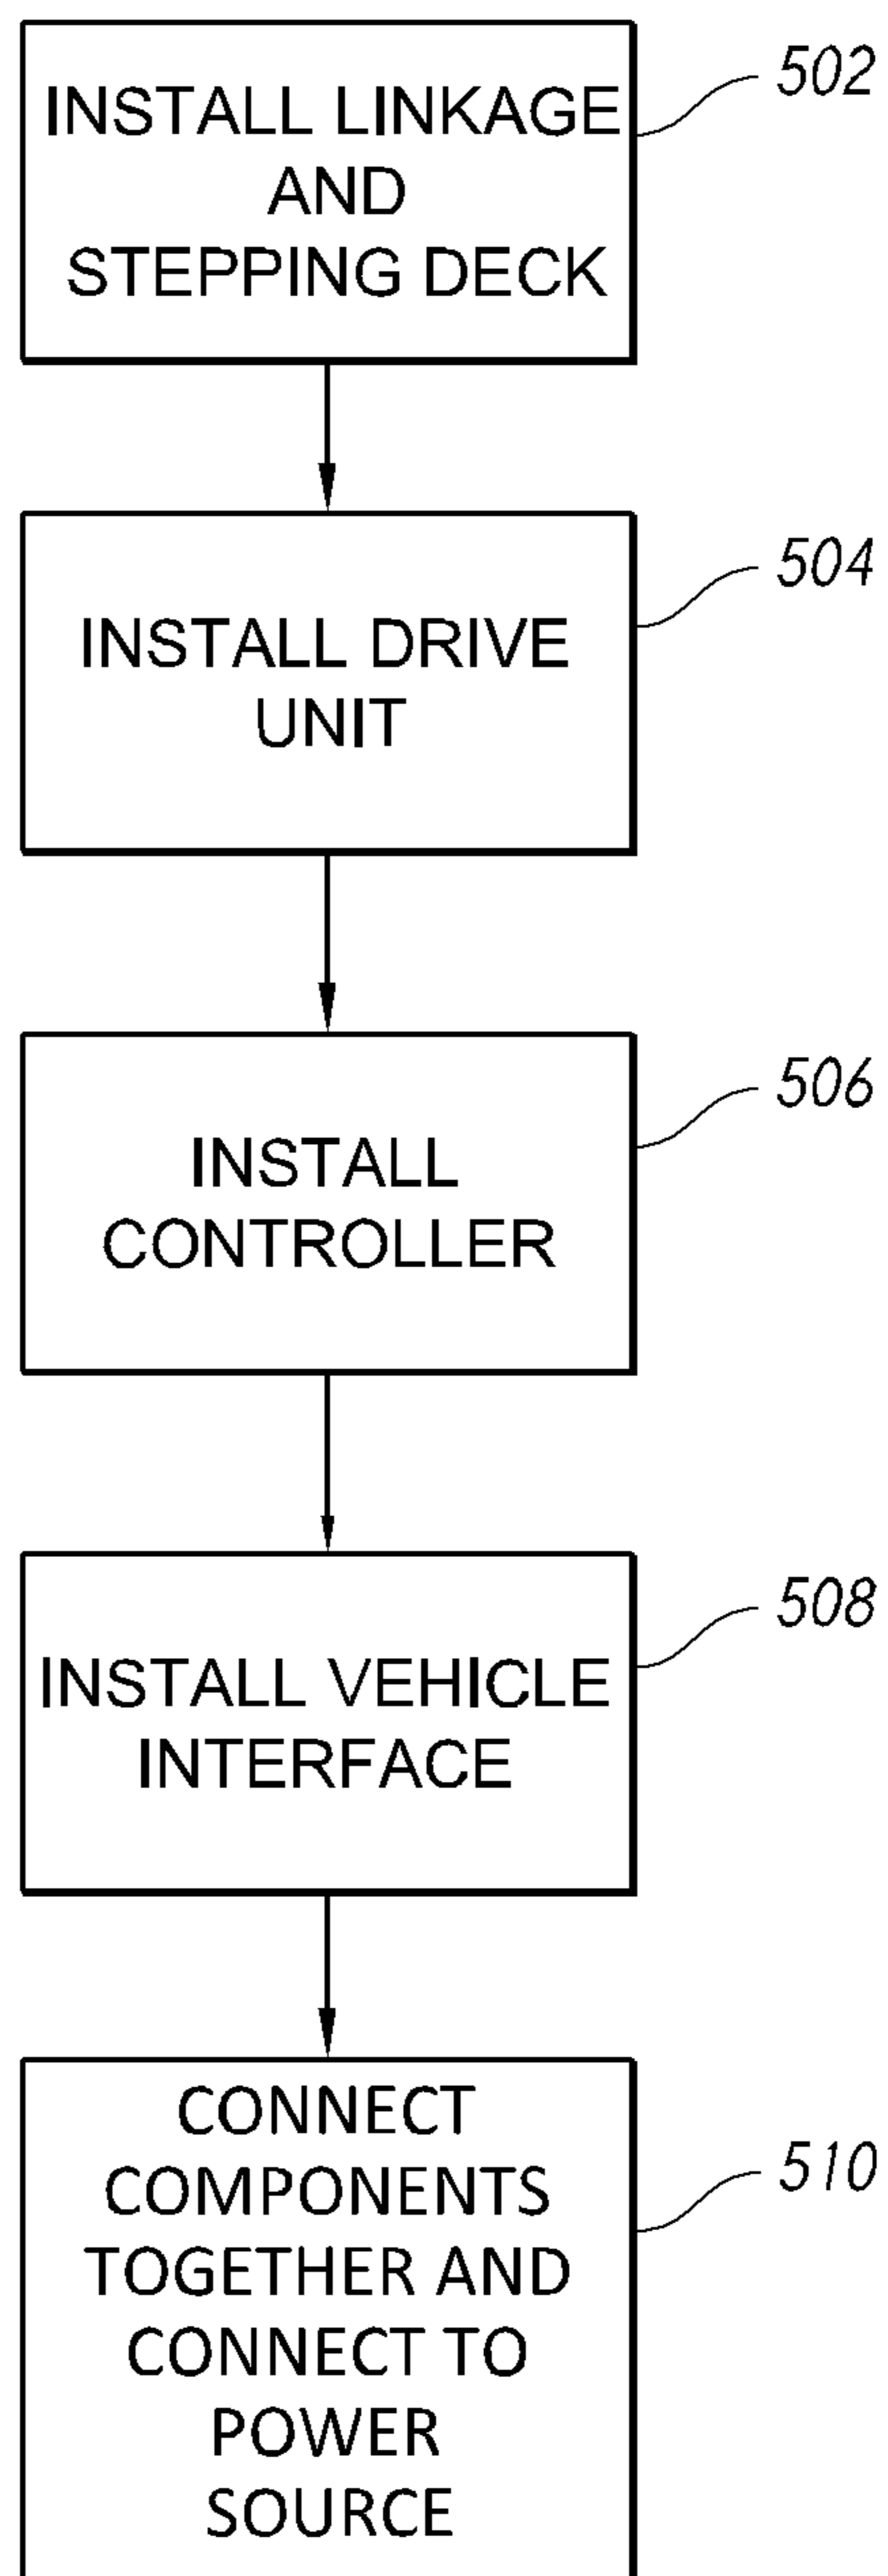 INSTALL LINKAGE
AND
STEPPING DECK
502
INSTALL DRIVE
UNIT
504
INSTALL
CONTROLLER
506
INSTALL VEHICLE
INTERFACE
508
CONNECT
COMPONENTS
TOGETHER AND
CONNECT TO
POWER
SOURCE
510